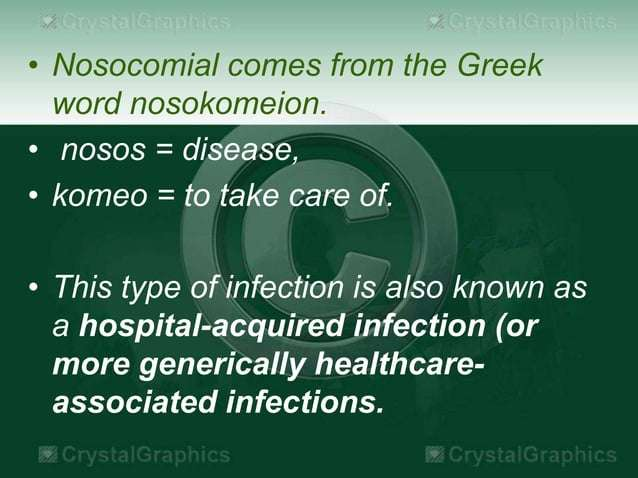 CrystalGraphics CrystalGraphics
• Nosocomial comes from the Greek
word nosokomeion.
• nosos = disease,
• komeo = to take care of.
• This type of infection is also known as
a hospital-acquired infection (or
more generically healthcare-
associated infections.
CrystalGraphics CrystalGraphics